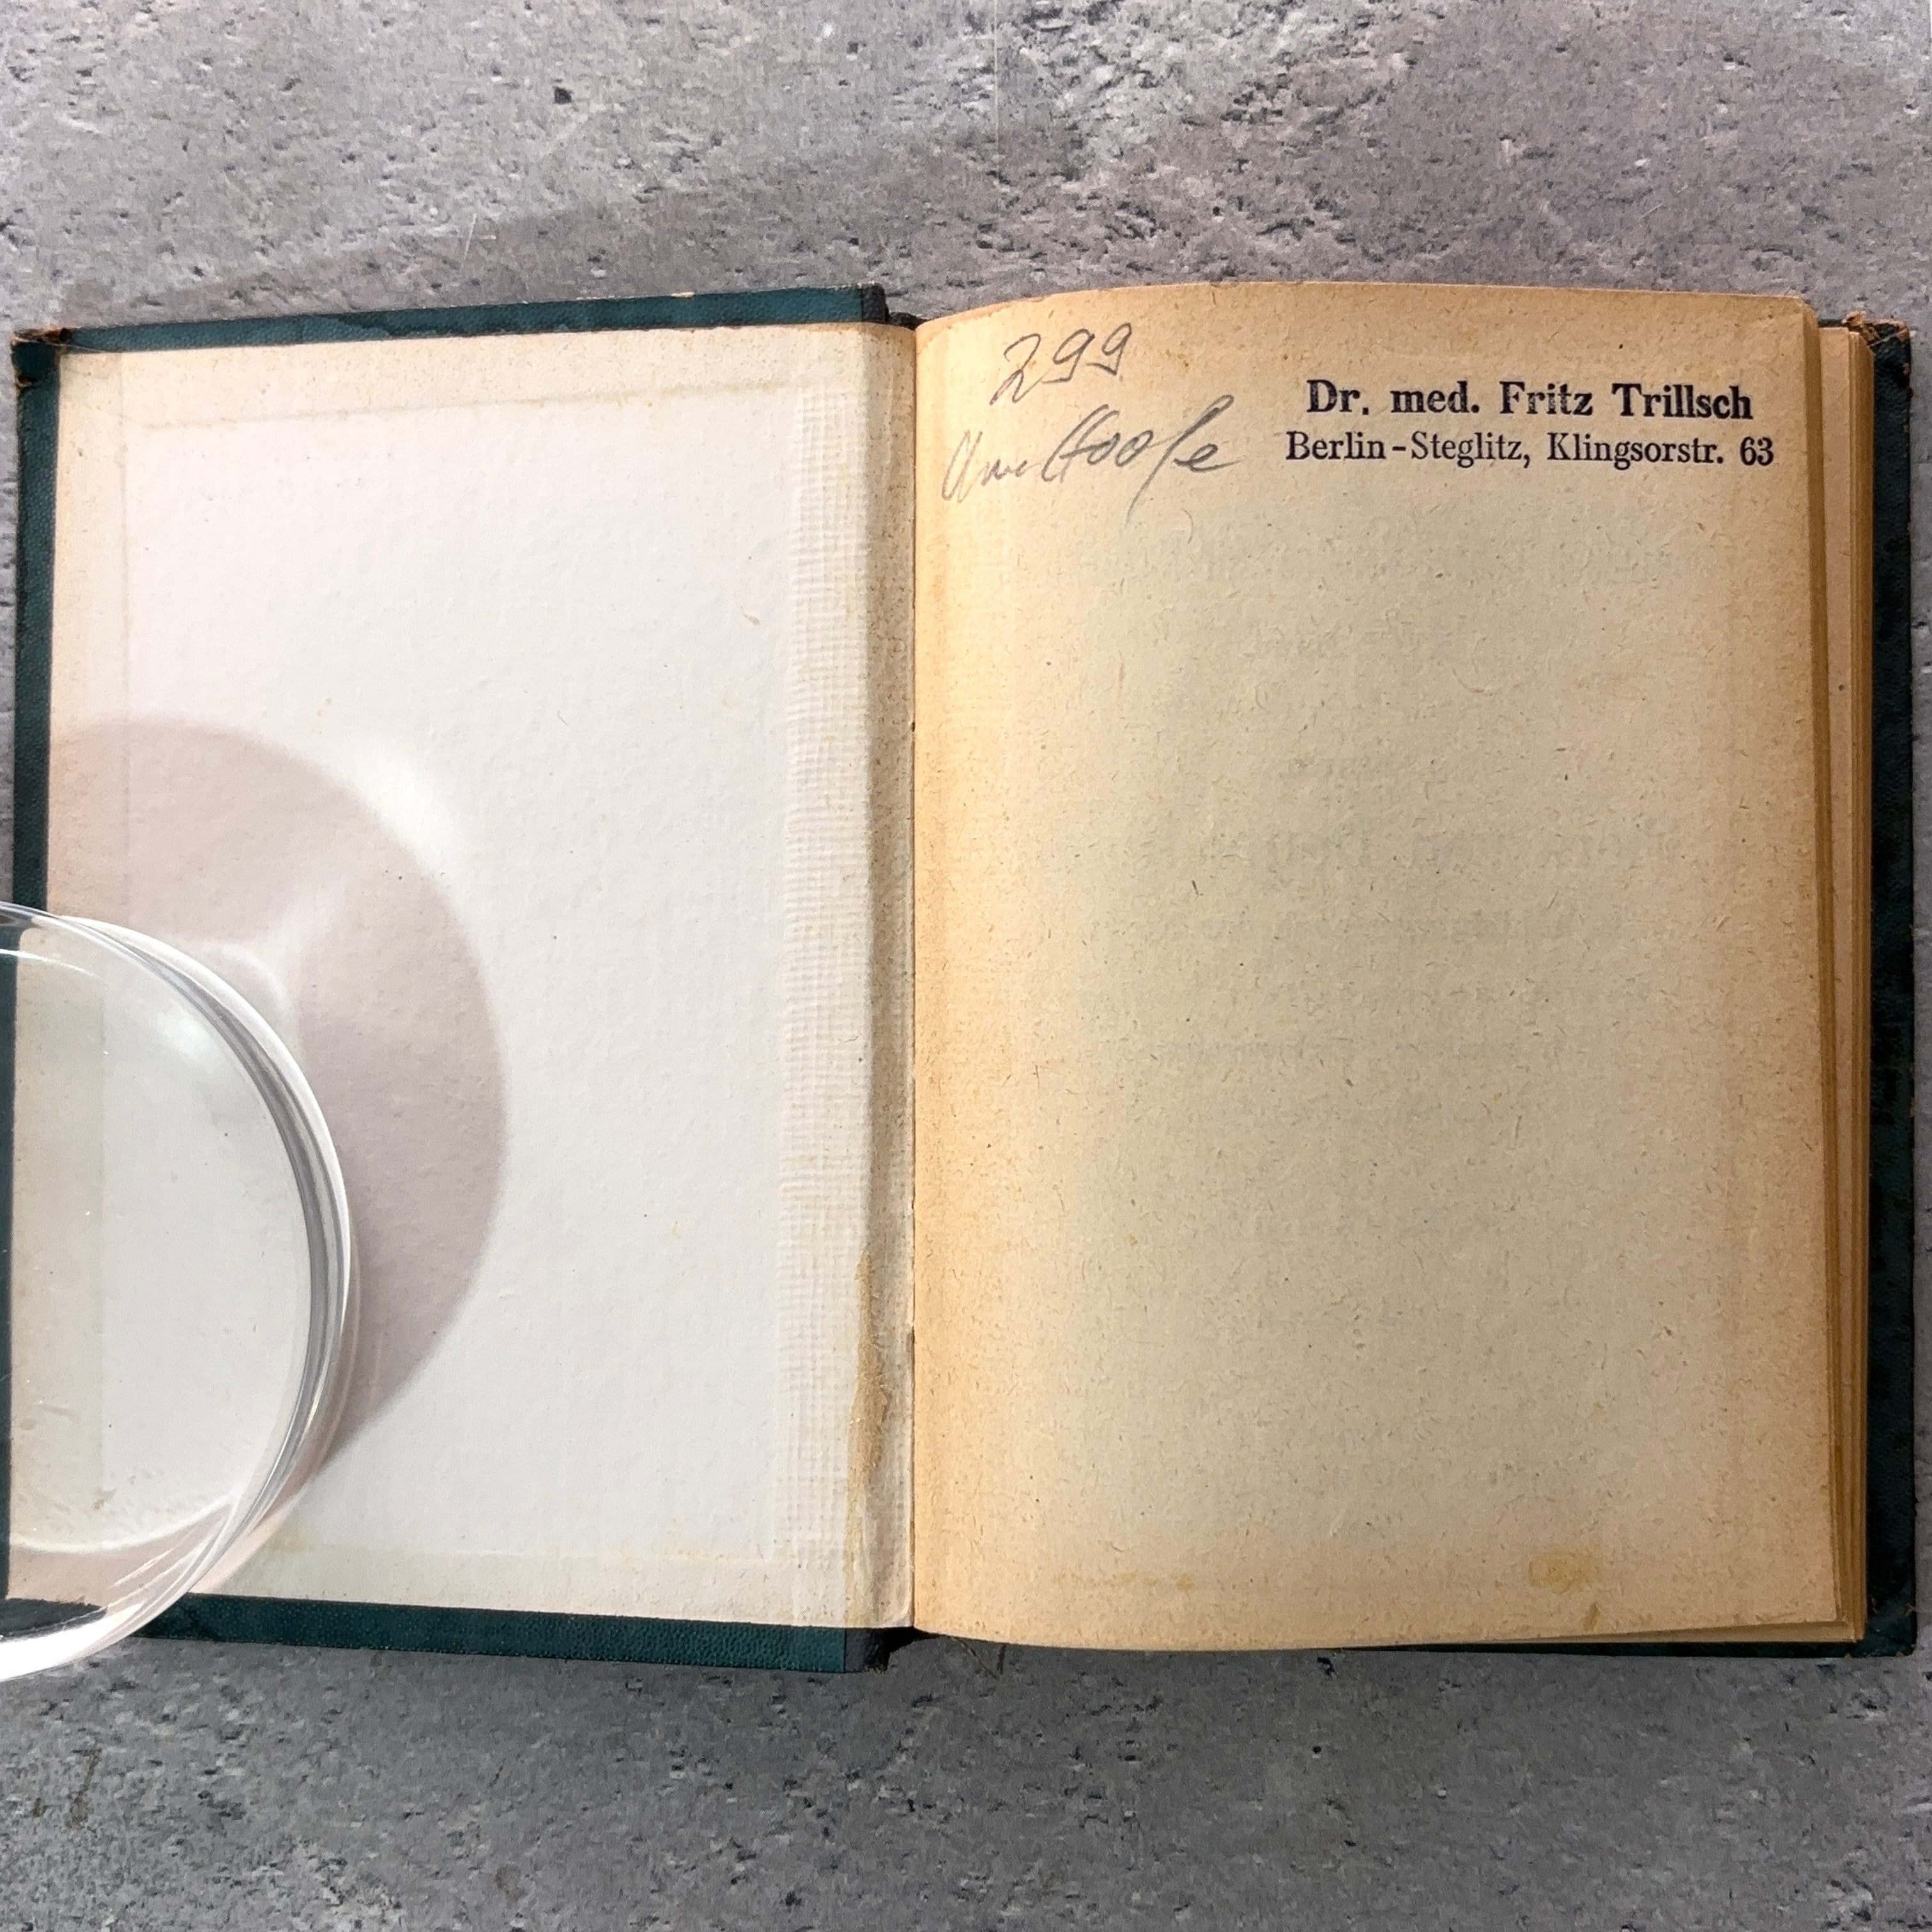 299
Dr. med. Fritz Trillsch
Berlin-Steglitz, Klingsorstr. 63